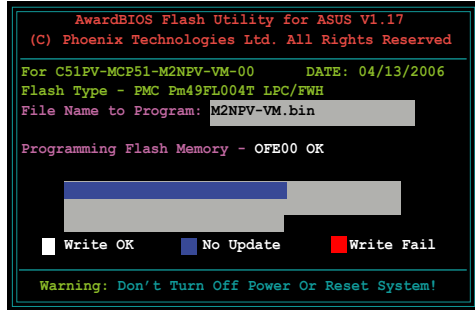 AwardBIOS Flash Utility for ASUS V1.17
(C) Phoenix Technologies Ltd. All Rights Reserved
For C51PV-MCP51-M2NPV-VM-00 DATE: 04/13/2006
Flash Type - PMC Pm49FL004T LPC/FWH
File Name to Program: M2NPV-VM.bin
Programming Flash Memory - OFE00 OK
Write OK No Update Write Fail
Warning: Don't Turn Off Power Or Reset System!